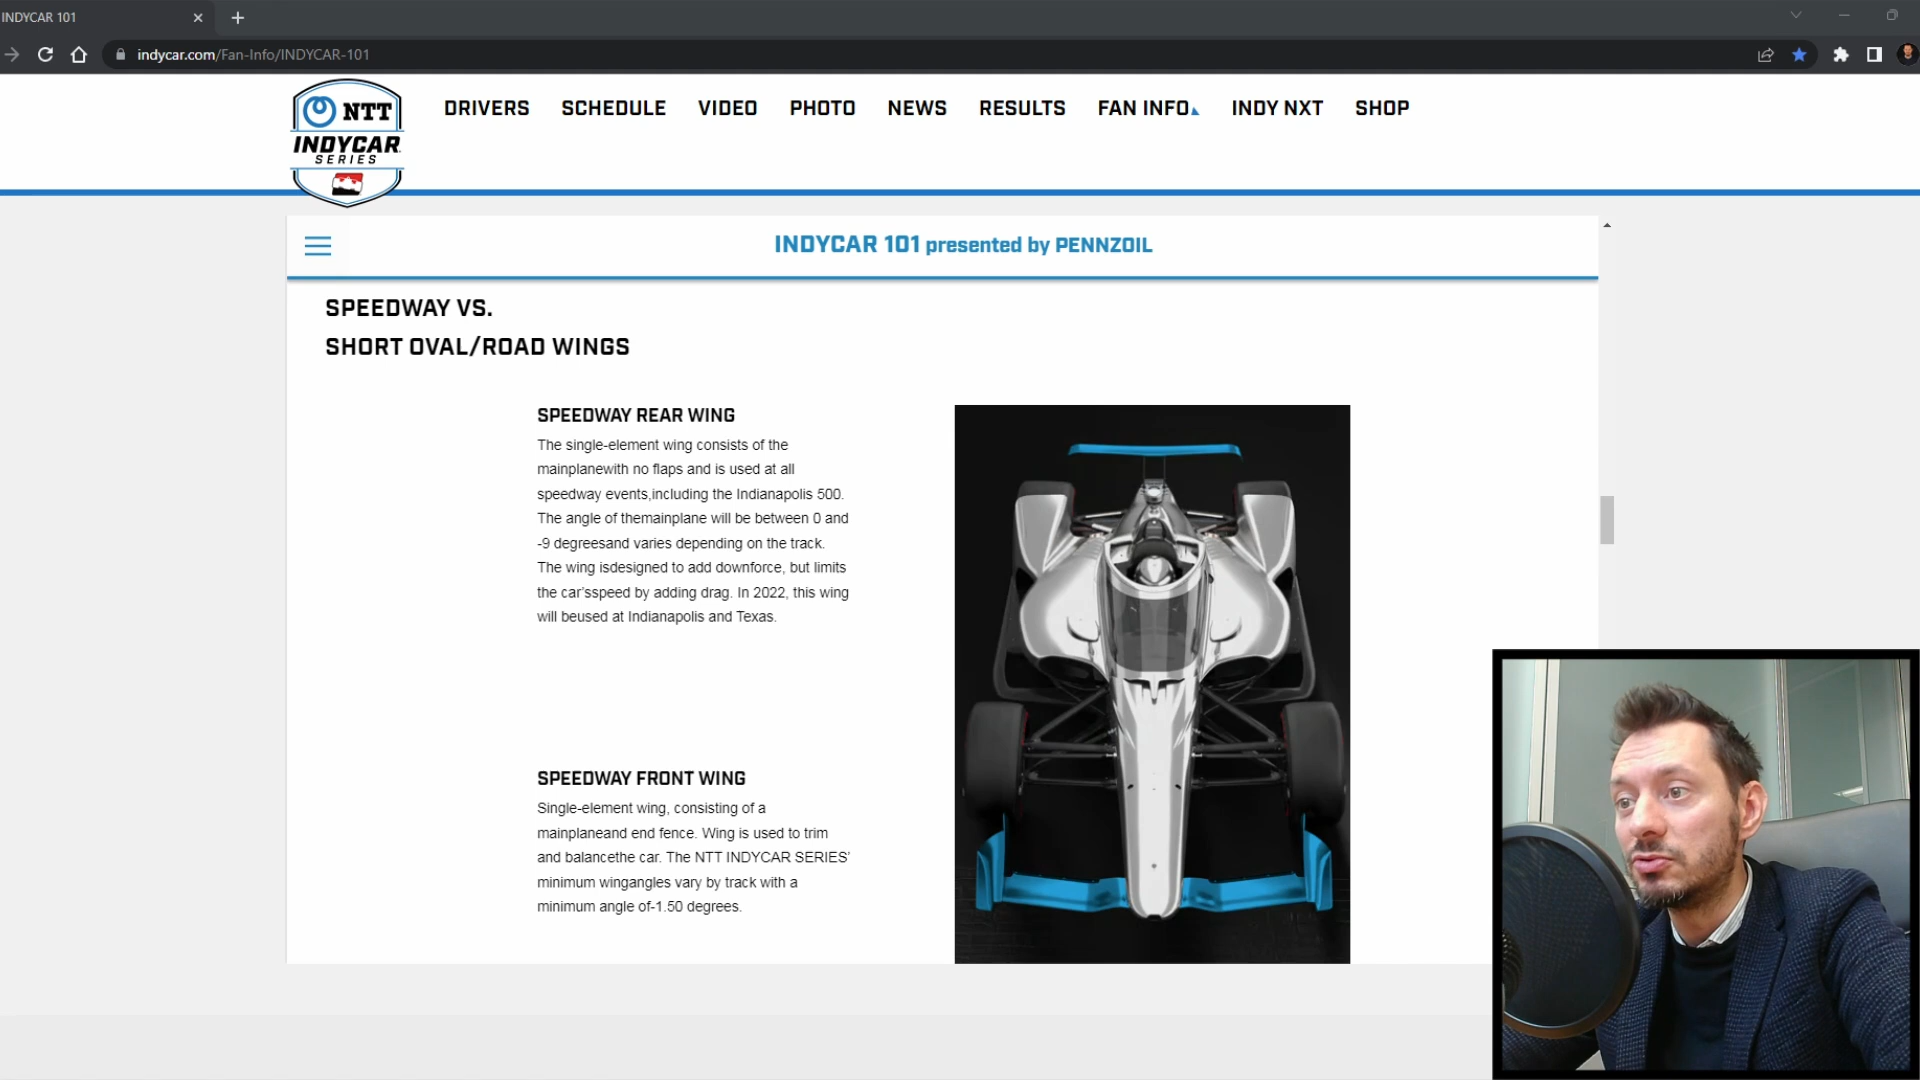 INDYCAR 101
indycar.com/Fan-Info/INDYCAR-101
NTT
INDYCAR
SERIES
DRIVERS SCHEDULE VIDEO PHOTO NEWS RESULTS FAN INFO INDY NXT SHOP
INDYCAR 101 presented by PENNZOIL
SPEEDWAY VS.
SHORT OVAL/ROAD WINGS
SPEEDWAY REAR WING
The single-element wing consists of the
mainplanewith no flaps and is used at all
speedway events,including the Indianapolis 500.
The angle of themainplane will be between 0 and
-9 degreesand varies depending on the track.
The wing isdesigned to add downforce, but limits
the car'sspeed by adding drag. In 2022, this wing
will beused at Indianapolis and Texas.
SPEEDWAY FRONT WING
Single-element wing, consisting of a
mainplaneand end fence. Wing is used to trim
and balancethe car. The NTT INDYCAR SERIES'
minimum wingangles vary by track with a
minimum angle of-1.50 degrees.